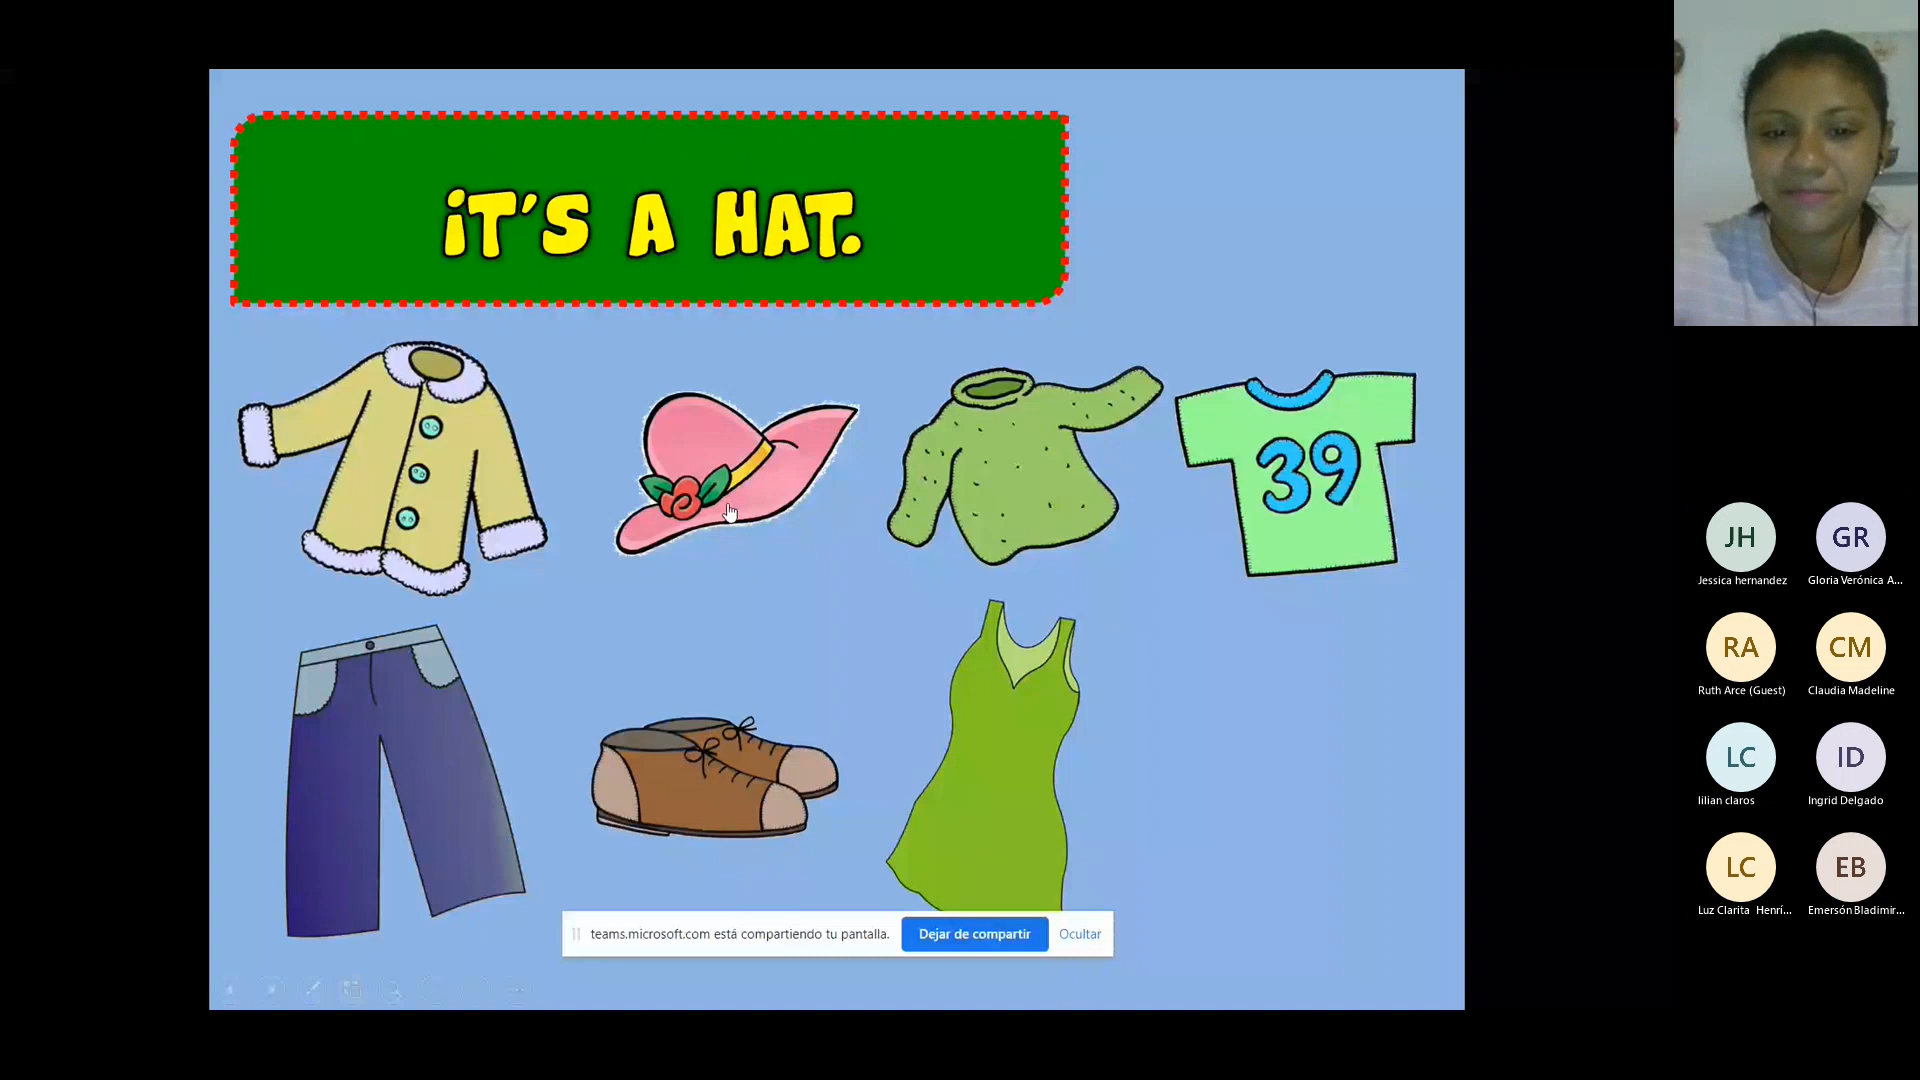 iT'S A HAT.
39
teams.microsoft.com está compartiendo tu pantalla. Dejar de compartir Ocultar
JH GR
Jessica hernandez Gloria Verónica A...
RA CM
Ruth Arce (Guest) Claudia Madeline
LC ID
lilian claros Ingrid Delgado
LC EB
Luz Clarita Henrí... Emersón Bladimir...